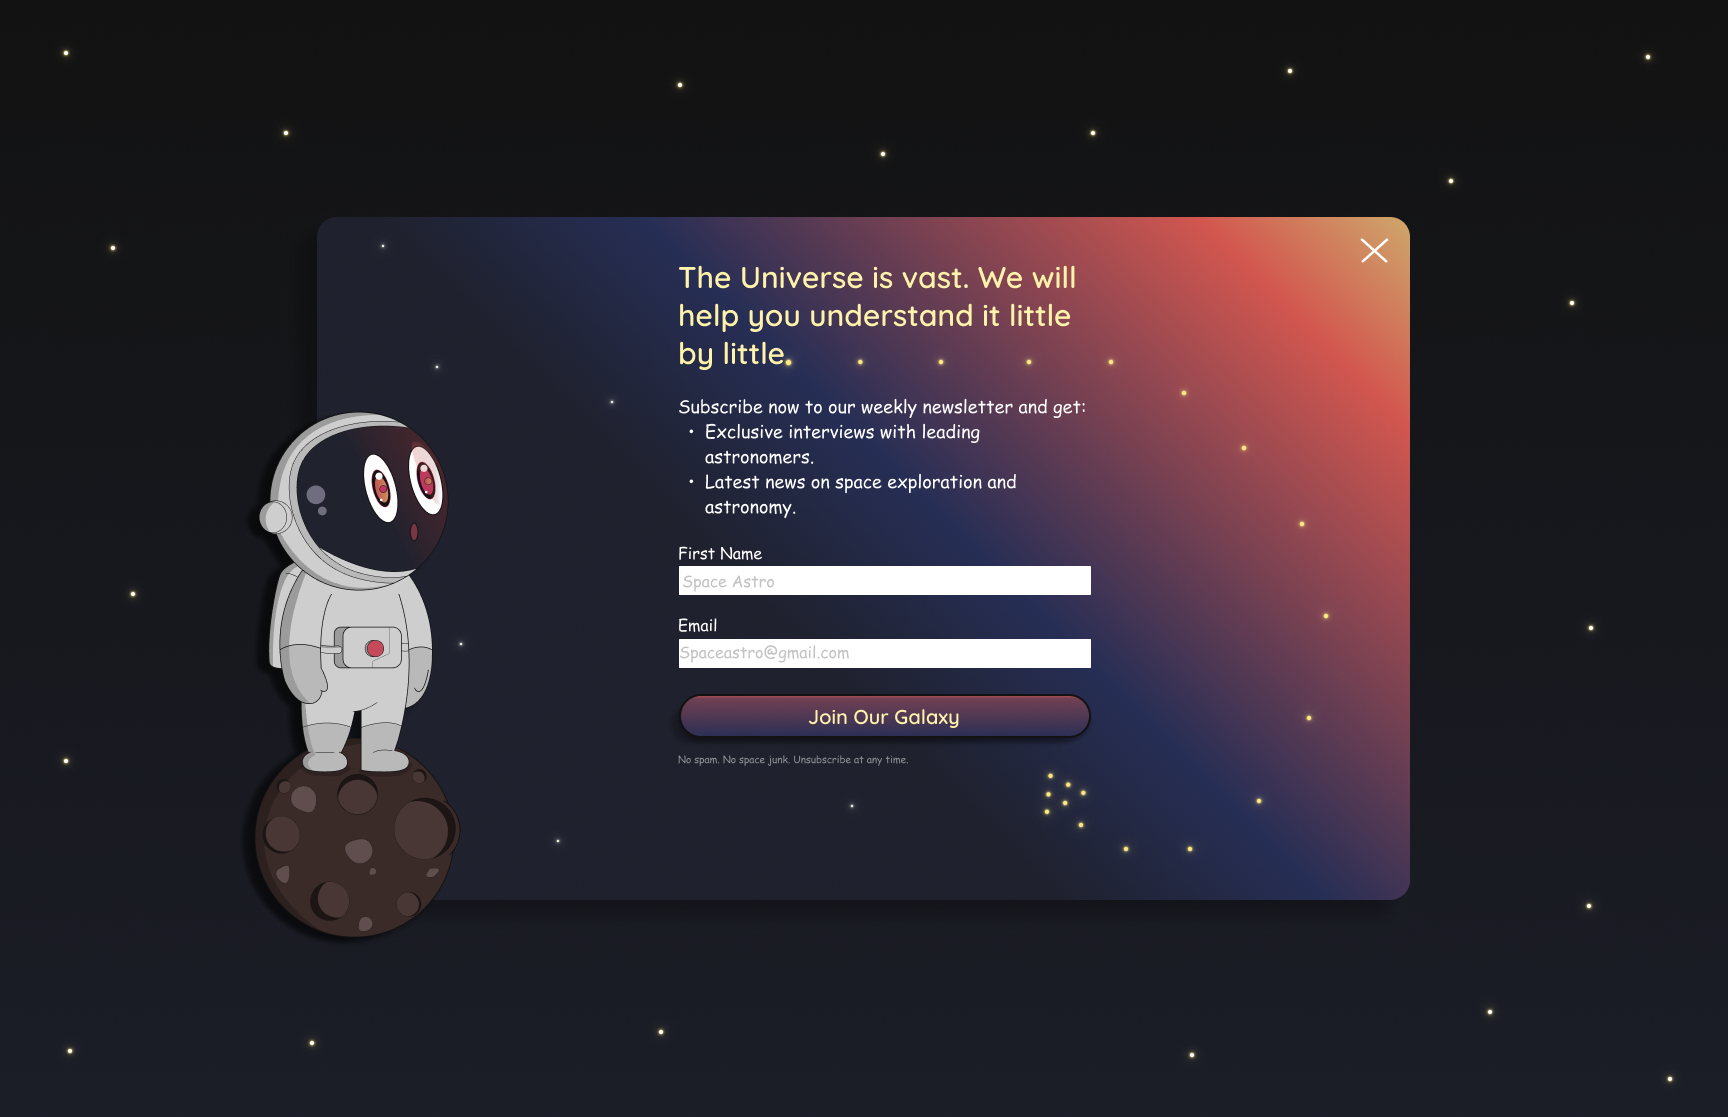 The Universe is vast. We will
help you understand it little
by little.
Subscribe now to our weekly newsletter and get:
• Exclusive interviews with leading
astronomers.
• Latest news on space exploration and
astronomy.
First Name
Space Astro
Email
Spaceastro@gmail.com
Join Our Galaxy
No spam. No space junk. Unsubscribe at any time.